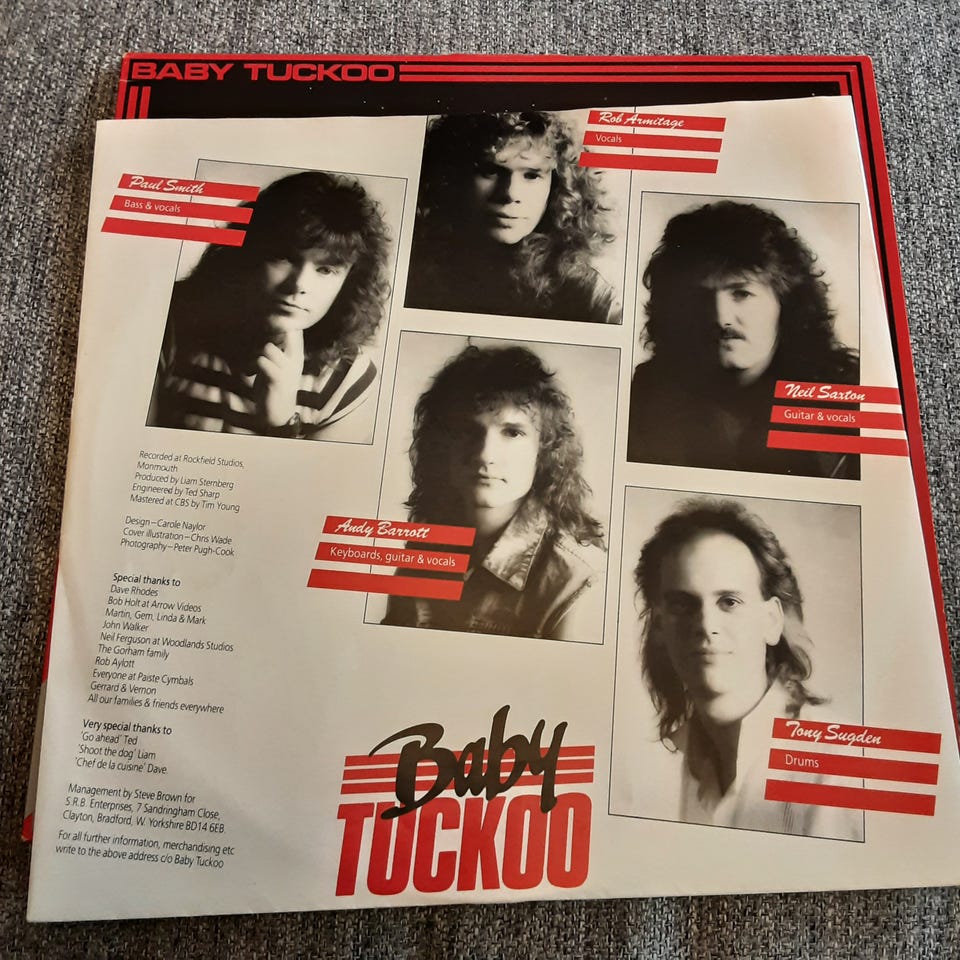 BABY TUCKOO
Rob Armitage
Vocals
Paul Smith
Bass & vocals
Neil Saxton
Guitar & vocals
Andy Barrott
Keyboards, guitar & vocals
Tony Sugden
Drums
Recorded at Rockfield Studios,
Monmouth
Produced by Liam Sternberg
Engineered by Ted Sharp
Mastered at CBS by Tim Young
Design–Carole Naylor
Cover illustration–Chris Wade
Photography–Peter Pugh-Cook
Special thanks to
Dave Rhodes
Bob Holt at Arrow Videos
Martin, Gem, Linda & Mark
John Walker
Neil Ferguson at Woodlands Studios
The Gorham family
Rob Aylott
Everyone at Paiste Cymbals
Gerrard & Vernon
All our families & friends everywhere
Very special thanks to
'Go ahead' Ted
'Shoot the dog' Liam
'Chef de la cuisine' Dave.
Management by Steve Brown for
S.R.B. Enterprises, 7 Sandringham Close,
Clayton, Bradford, W. Yorkshire BD14 6EB.
For all further information, merchandising etc
write to the above address c/o Baby Tuckoo
Baby
TUCKOO